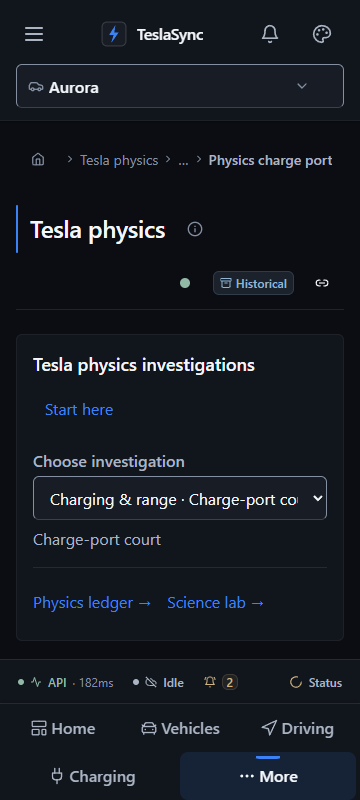 TeslaSync
Aurora
Tesla physics ... Physics charge port
Tesla physics
Historical
Tesla physics investigations
Start here
Choose investigation
Charging & range · Charge-port
Charge-port court
Physics ledger → Science lab →
API · 182ms Idle 2 Status
Home Vehicles Driving
Charging More